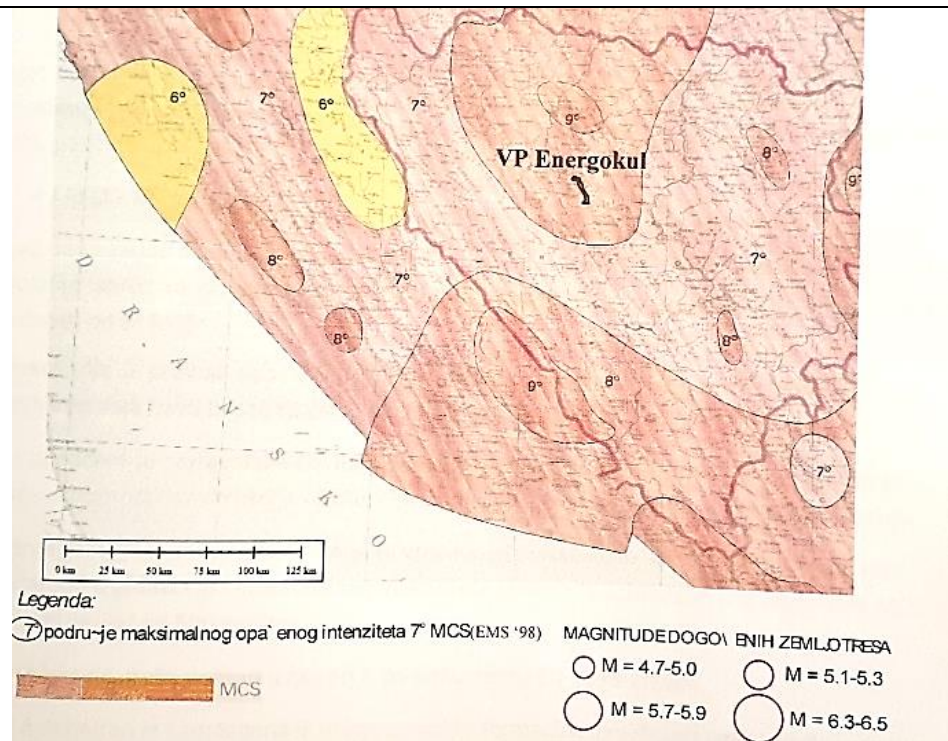 6°
7°
6°
7°
9°
8°
9°
VP Energokul
8°
7°
7°
D
R
A
N
S
K
O
8°
8°
9°
8°
7°
0 km 25 km 50 km 75 km 100 km 125 km
Legenda:
7° podru~je maksimalnog opa` enog intenziteta 7° MCS(EMS ‘98)
MCS
MAGNITUDE DOGO\ ENIH ZEMLJOTRESA
M = 4.7-5.0 M = 5.1-5.3
M = 5.7-5.9 M = 6.3-6.5